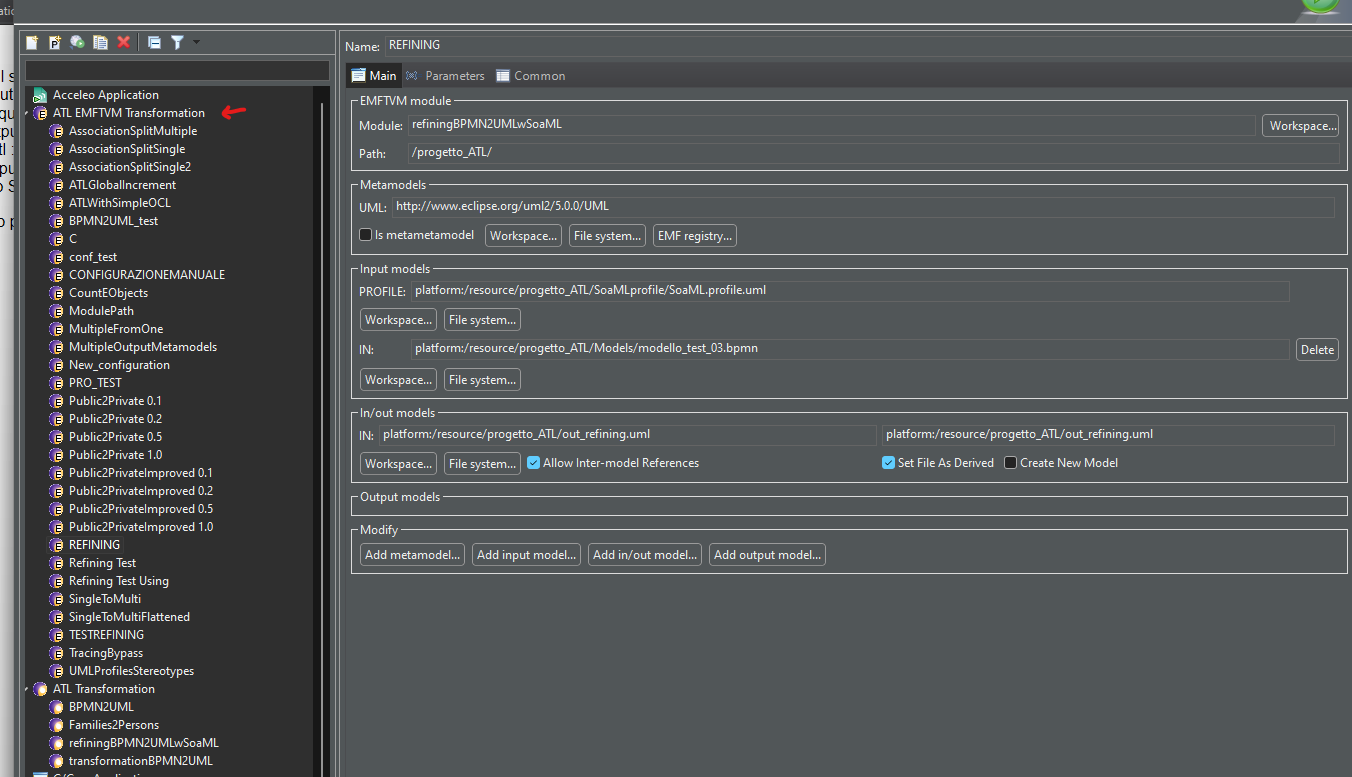 Name: REFINING
Main Parameters Common
Acceleo Application
ATL EMFTVM Transformation
AssociationSplitMultiple
AssociationSplitSingle
AssociationSplitSingle2
ATLGlobalIncrement
ATLWithSimpleOCL
BPMN2UML_test
C
conf_test
CONFIGURAZIONEMANUALE
CountEObjects
ModulePath
MultipleFromOne
MultipleOutputMetamodels
New_configuration
PRO_TEST
Public2Private 0.1
Public2Private 0.2
Public2Private 0.5
Public2Private 1.0
Public2PrivateImproved 0.1
Public2PrivateImproved 0.2
Public2PrivateImproved 0.5
Public2PrivateImproved 1.0
REFINING
Refining Test
Refining Test Using
SingleToMulti
SingleToMultiFlattened
TESTREFINING
TracingBypass
UMLProfilesStereotypes
ATL Transformation
BPMN2UML
Families2Persons
refiningBPMN2UMLwSoaML
transformationBPMN2UML
EMFTVM module
Module: refiningBPMN2UMLwSoaML Workspace...
Path: /progetto_ATL/
Metamodels
UML: http://www.eclipse.org/uml2/5.0.0/UML
Is metametamodel Workspace... File system... EMF registry...
Input models
PROFILE: platform:/resource/progetto_ATL/SoaMLprofile/SoaML.profile.uml
Workspace... File system...
IN: platform:/resource/progetto_ATL/Models/modello_test_03.bpmn Delete
Workspace... File system...
In/out models
IN: platform:/resource/progetto_ATL/out_refining.uml platform:/resource/progetto_ATL/out_refining.uml
Workspace... File system... Allow Inter-model References Set File As Derived Create New Model
Output models
Modify
Add metamodel... Add input model... Add in/out model... Add output model...